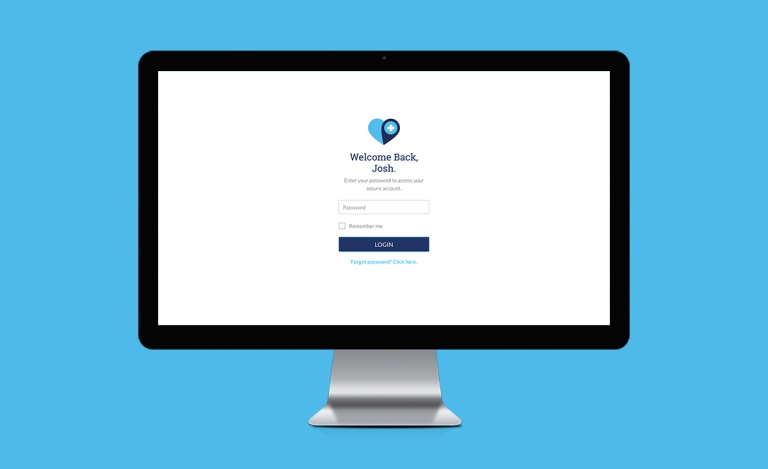 Welcome Back,
Josh.
Enter your password to access your
secure account.
Password
Remember me
LOGIN
Forgot password? Click here.